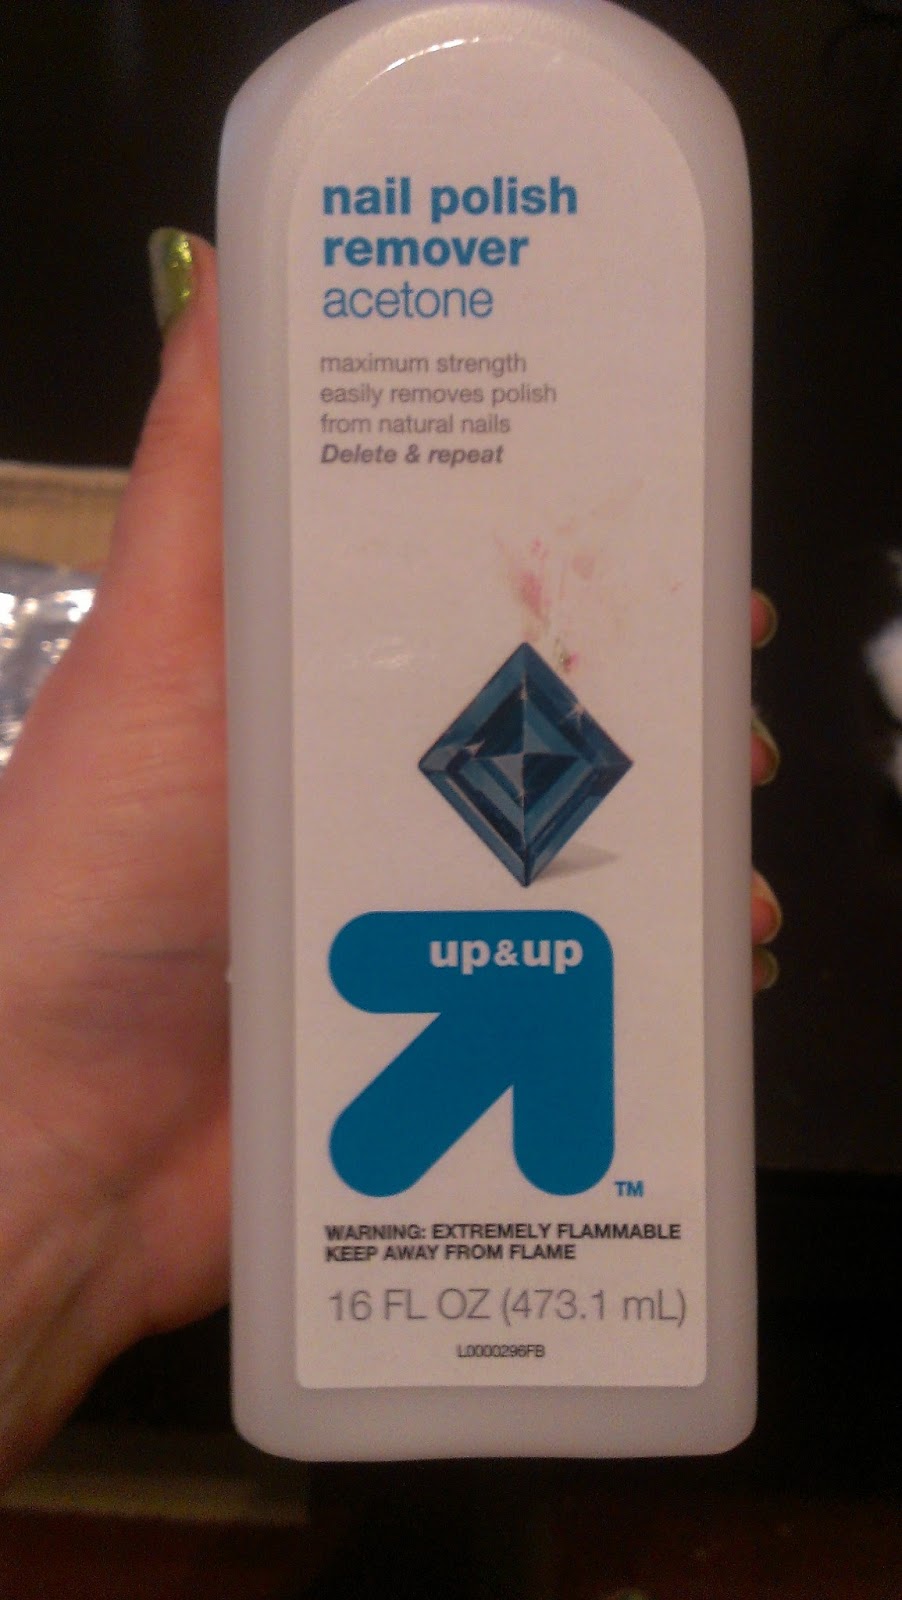 nail polish
remover
acetone
maximum strength
easily removes polish
from natural nails
Delete & repeat
up&up
TM
WARNING: EXTREMELY FLAMMABLE
KEEP AWAY FROM FLAME
16 FL OZ (473.1 mL)
L0000296FB